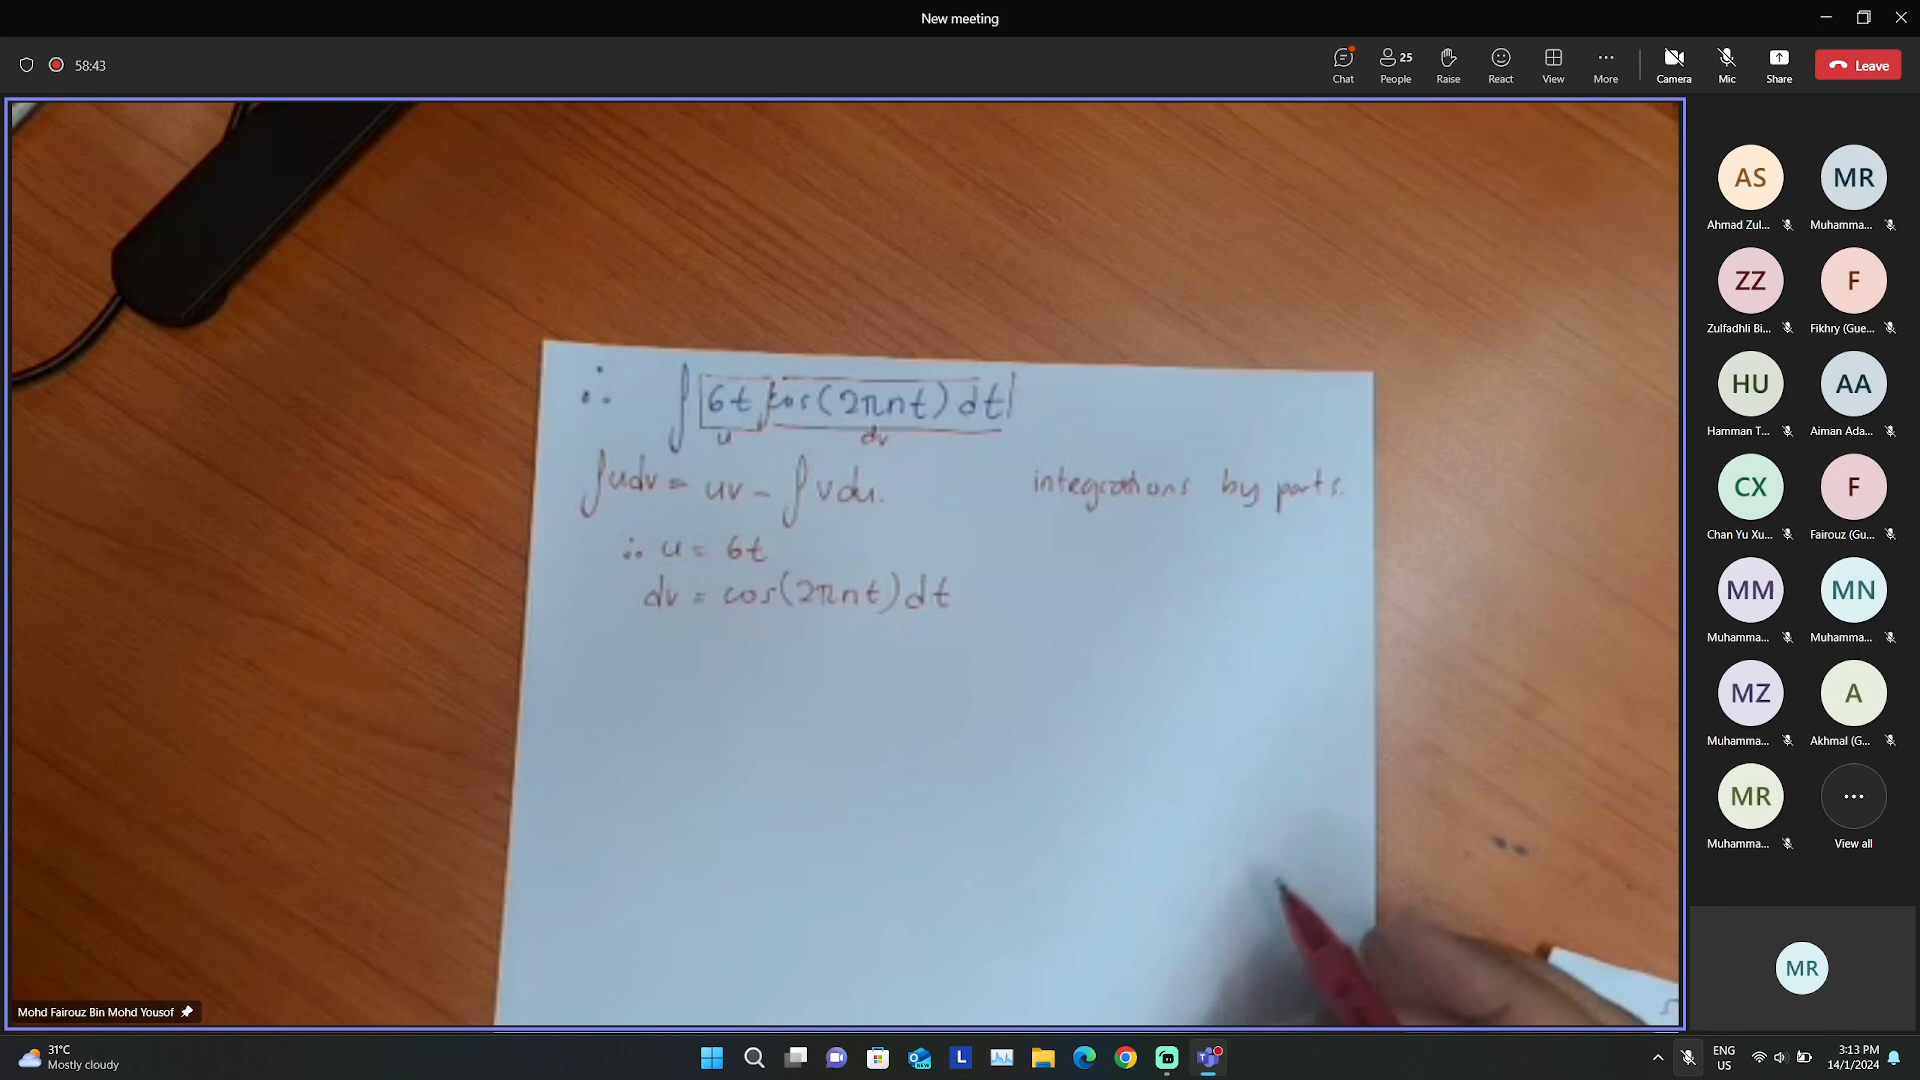 New meeting
58:43
Chat
25
People
Raise
React
View
More
Camera
Mic
Share
Leave
∴ ∫ 6t cos(2πnt) dt
u dv
∫udv = uv - ∫vdu. integrations by parts.
∴ u = 6t
dv = cos(2πnt)dt
AS
Ahmad Zul...
MR
Muhamma...
ZZ
Zulfadhli Bi...
F
Fikhry (Gue...
HU
Hamman T...
AA
Aiman Ada...
CX
Chan Yu Xu...
F
Fairouz (Gu...
MM
Muhamma...
MN
Muhamma...
MZ
Muhamma...
A
Akhmal (G...
MR
Muhamma...
View all
MR
Mohd Fairouz Bin Mohd Yousof
31°C
Mostly cloudy
L
NEW
ENG
US
3:13 PM
14/1/2024